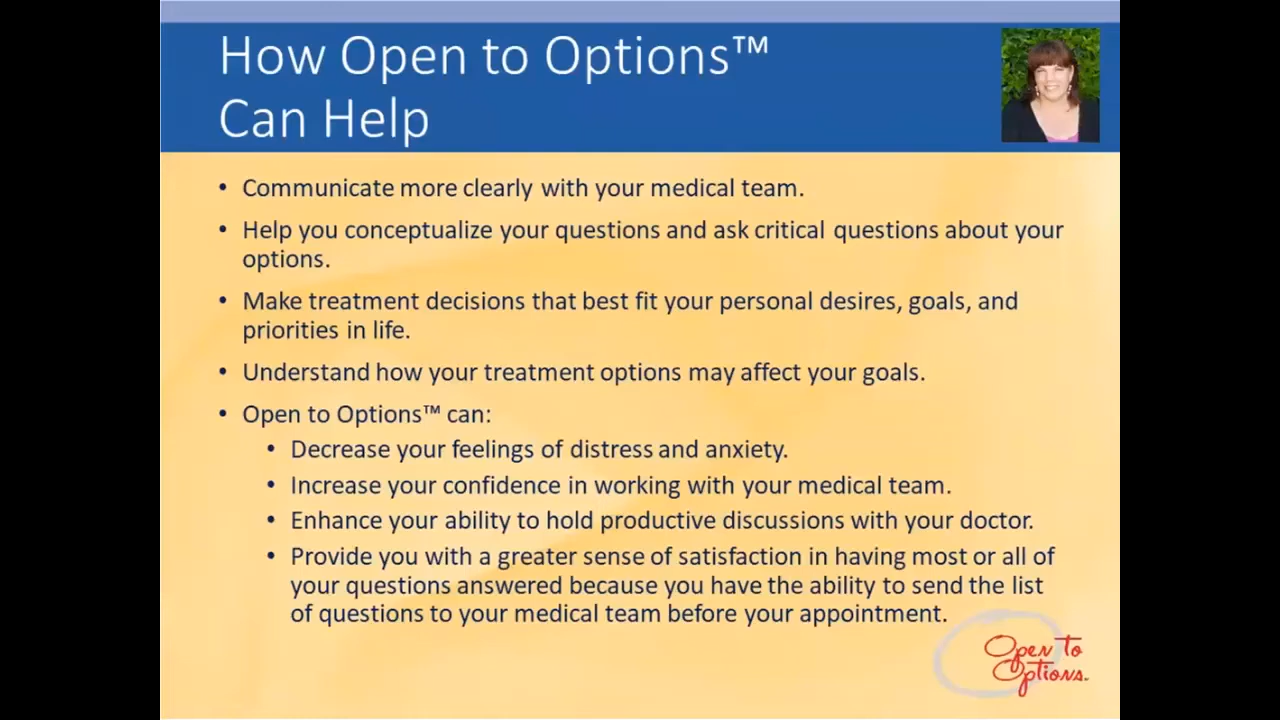 How Open to Options™
Can Help
• Communicate more clearly with your medical team.
• Help you conceptualize your questions and ask critical questions about your
options.
• Make treatment decisions that best fit your personal desires, goals, and
priorities in life.
• Understand how your treatment options may affect your goals.
• Open to Options™ can:
• Decrease your feelings of distress and anxiety.
• Increase your confidence in working with your medical team.
• Enhance your ability to hold productive discussions with your doctor.
• Provide you with a greater sense of satisfaction in having most or all of
your questions answered because you have the ability to send the list
of questions to your medical team before your appointment.
Open to
Options.